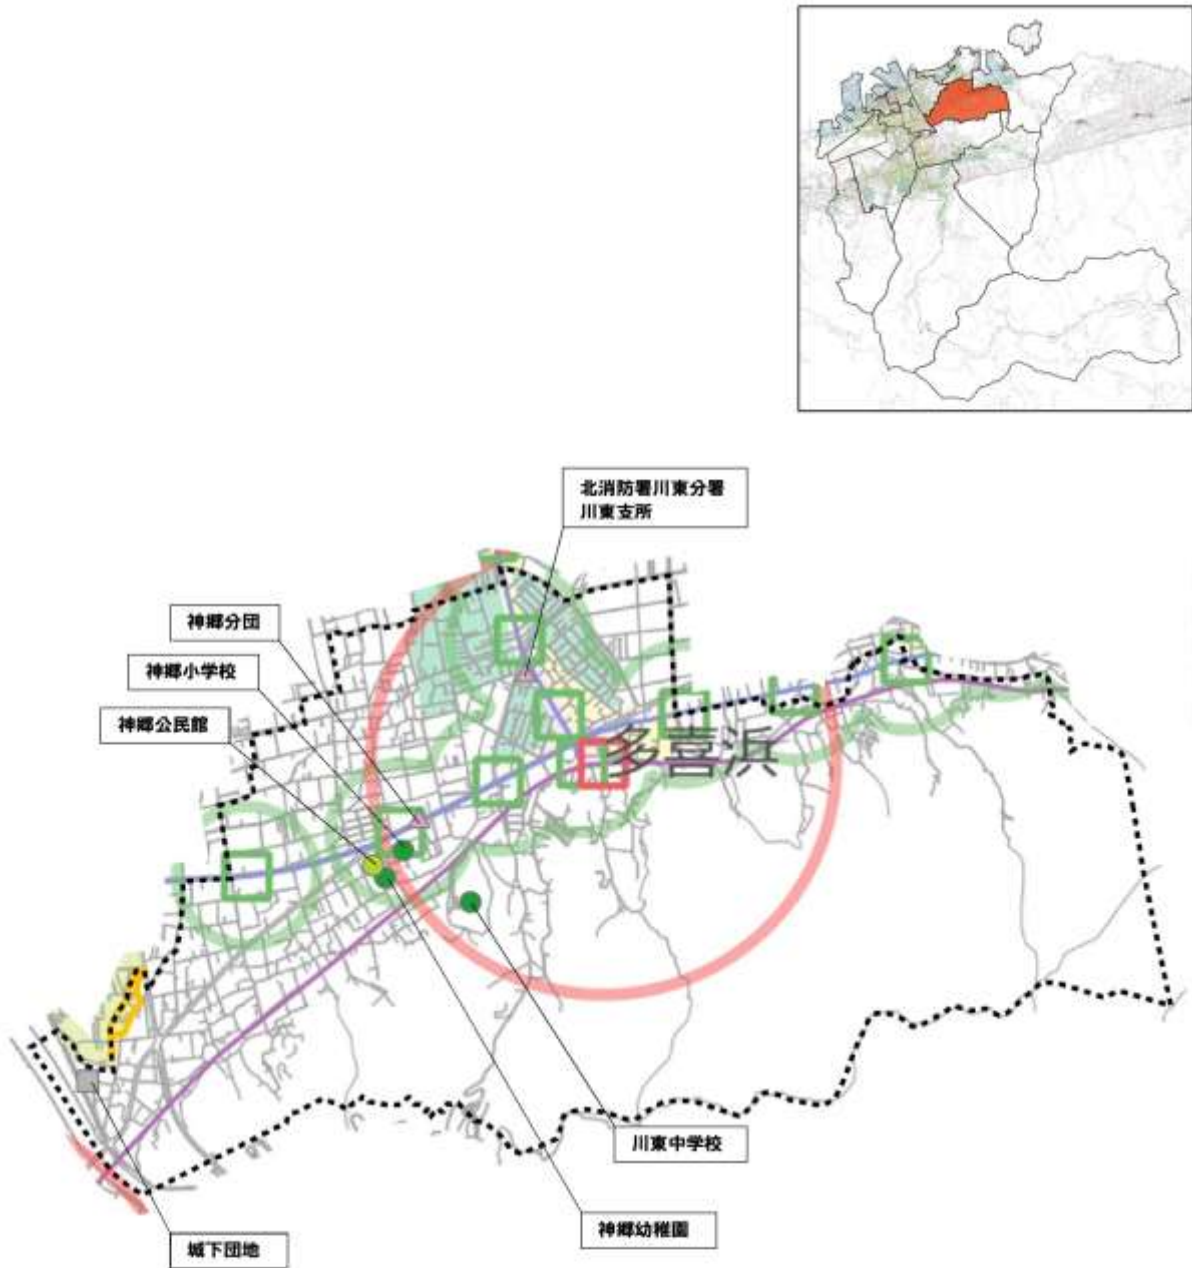 北消防署川東分署
川東支所
神郷分団
神郷小学校
神郷公民館
多喜浜
川東中学校
神郷幼稚園
城下団地